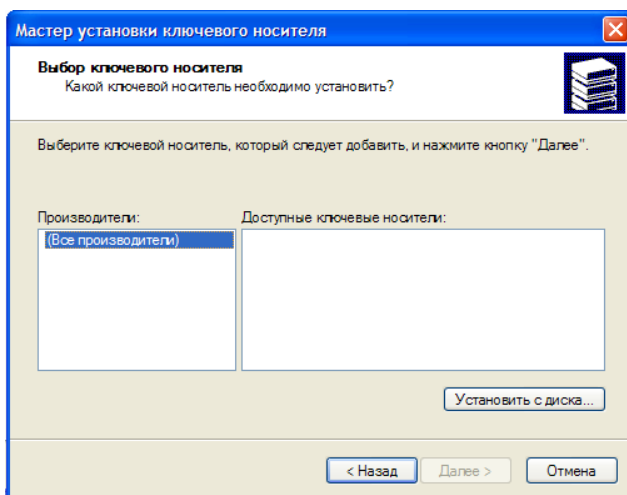 Мастер установки ключевого носителя
Выбор ключевого носителя
Какой ключевой носитель необходимо установить?
Выберите ключевой носитель, который следует добавить, и нажмите кнопку "Далее".
Производители:
Доступные ключевые носители:
(Все производители)
Установить с диска...
< Назад
Далее >
Отмена